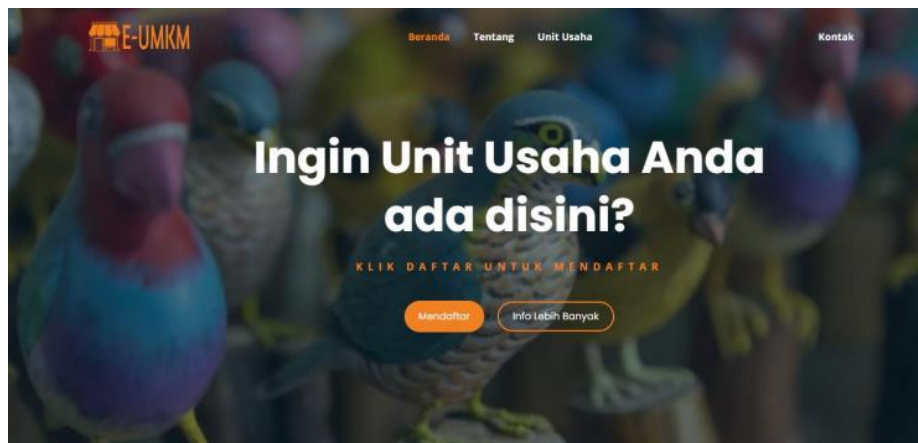 E-UMKM
Beranda Tentang Unit Usaha Kontak
Ingin Unit Usaha Anda
ada disini?
KLIK DAFTAR UNTUK MENDAFTAR
Mendaftar Info Lebih Banyak